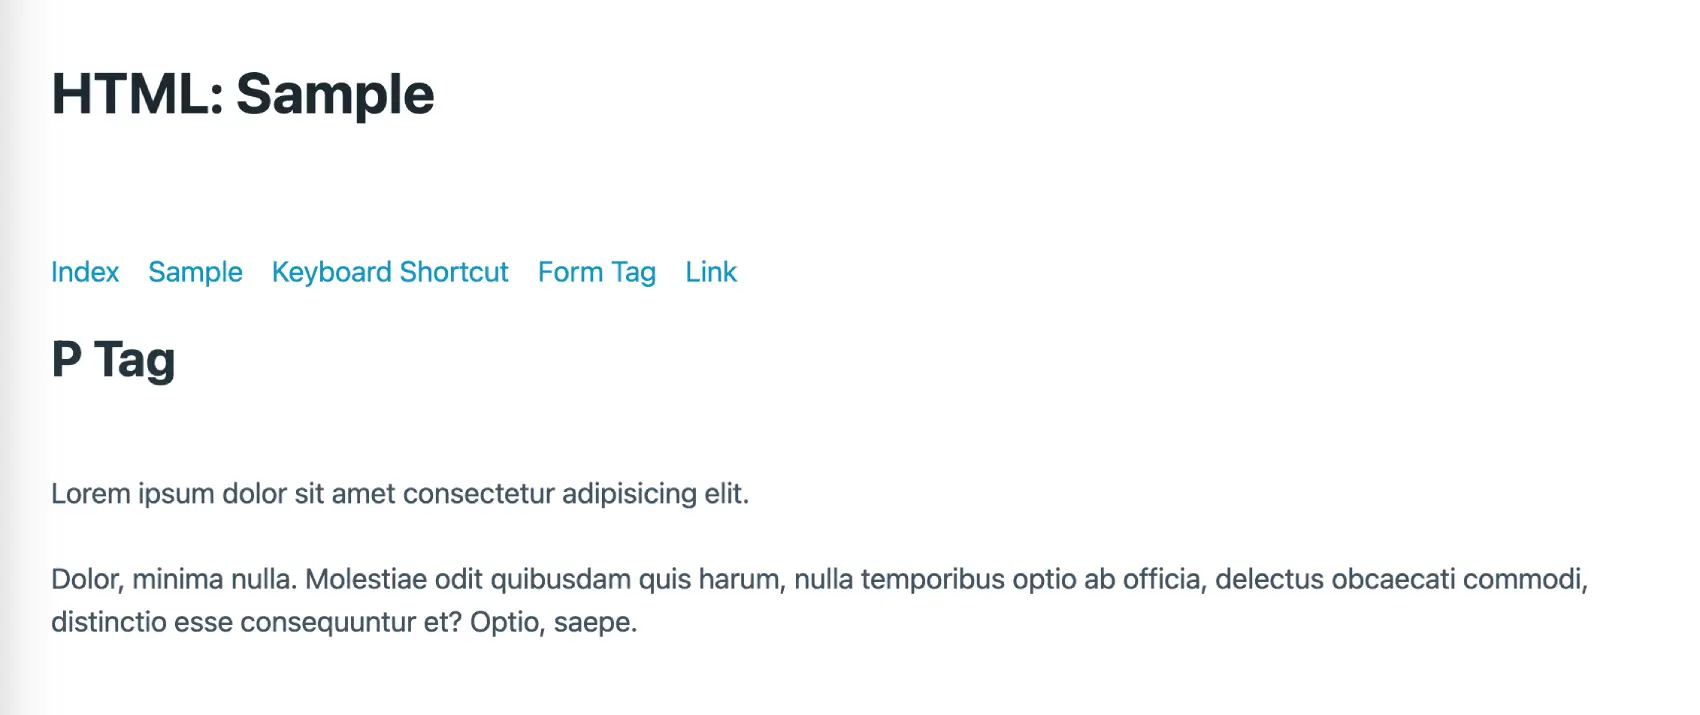 HTML: Sample
Index Sample Keyboard Shortcut Form Tag Link
P Tag
Lorem ipsum dolor sit amet consectetur adipisicing elit.
Dolor, minima nulla. Molestiae odit quibusdam quis harum, nulla temporibus optio ab officia, delectus obcaecati commodi,
distinctio esse consequuntur et? Optio, saepe.